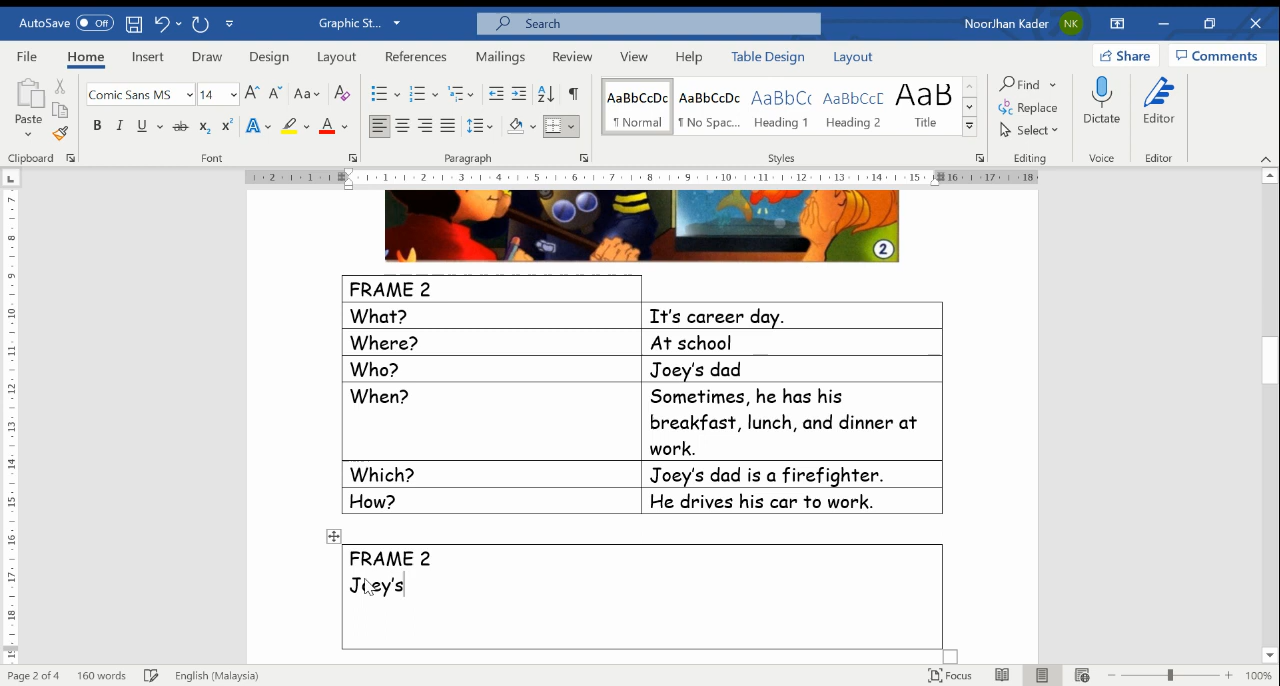 AutoSave Off Graphic St... Search NoorJhan Kader NK
File Home Insert Draw Design Layout References Mailings Review View Help Table Design Layout Share Comments
Paste Comic Sans MS 14 Aa AaBbCcDc AaBbCcDc AaBbCc AaBbCcE AaB Find Replace Select Dictate Editor
¶ Normal ¶ No Spac... Heading 1 Heading 2 Title
Clipboard Font Paragraph Styles Editing Voice Editor
2
FRAME 2
What? It's career day.
Where? At school
Who? Joey's dad
When? Sometimes, he has his
breakfast, lunch, and dinner at
work.
Which? Joey's dad is a firefighter.
How? He drives his car to work.
FRAME 2
Joey's
Page 2 of 4 160 words English (Malaysia) Focus 100%